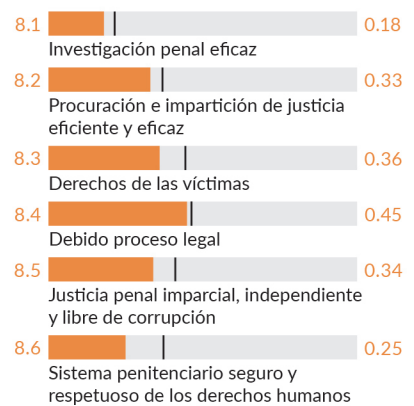 8.1 0.18
Investigación penal eficaz
8.2 0.33
Procuración e impartición de justicia
eficiente y eficaz
8.3 0.36
Derechos de las víctimas
8.4 0.45
Debido proceso legal
8.5 0.34
Justicia penal imparcial, independiente
y libre de corrupción
8.6 0.25
Sistema penitenciario seguro y
respetuoso de los derechos humanos